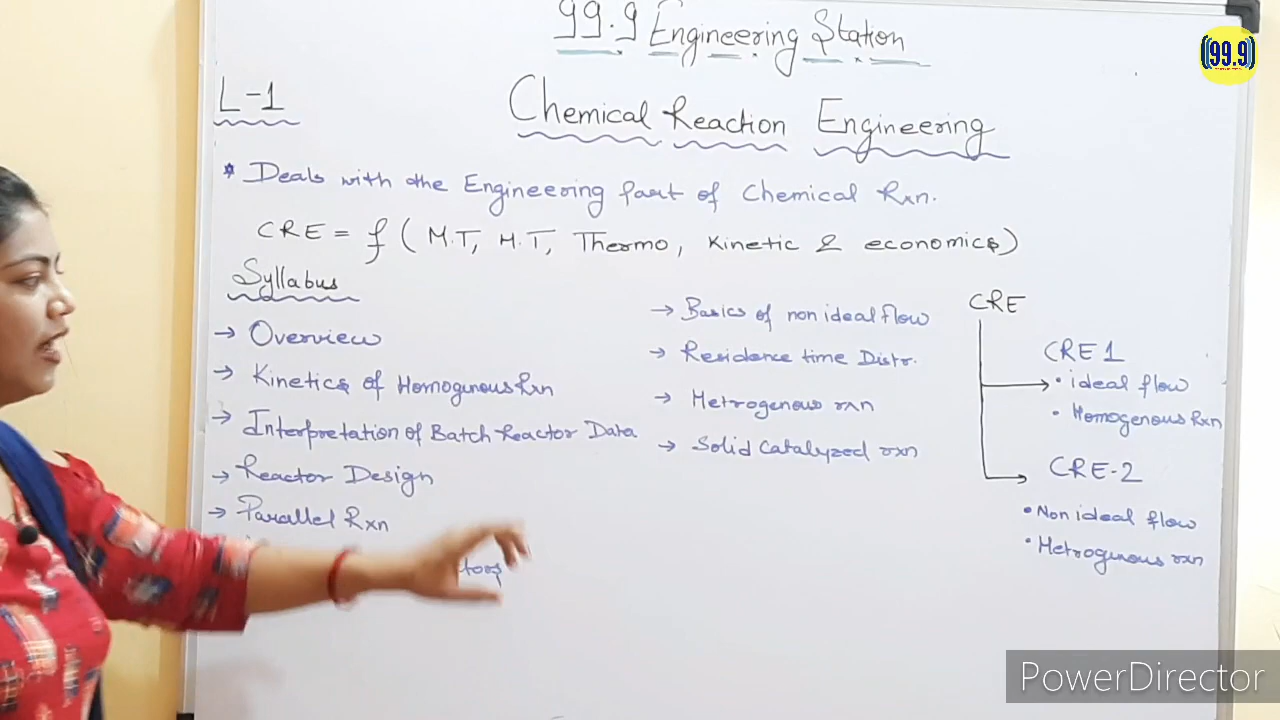 99.9 Engineering Station
(99.9)
L-1
Chemical Reaction Engineering
* Deals with the Engineering part of Chemical Rxn.
CRE = f ( M.T, H.T, Thermo, Kinetic & economics)
Syllabus
→ Overview
→ Kinetics of Homogenous Rxn
→ Interpretation of Batch Reactor Data
→ Reactor Design
→ Parallel Rxn
→ Basics of non ideal flow
→ Residence time Distr.
→ Hetrogenous rxn
→ Solid Catalyzed rxn
CRE
CRE 1
• ideal flow
• Homogenous Rxn
CRE-2
• Non ideal flow
• Hetrogenous rxn
PowerDirector